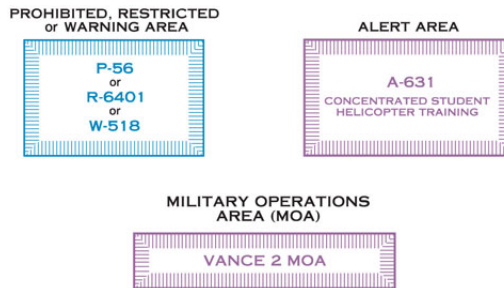 PROHIBITED, RESTRICTED
or WARNING AREA
P-56
or
R-6401
or
W-518
ALERT AREA
A-631
CONCENTRATED STUDENT
HELICOPTER TRAINING
MILITARY OPERATIONS
AREA (MOA)
VANCE 2 MOA